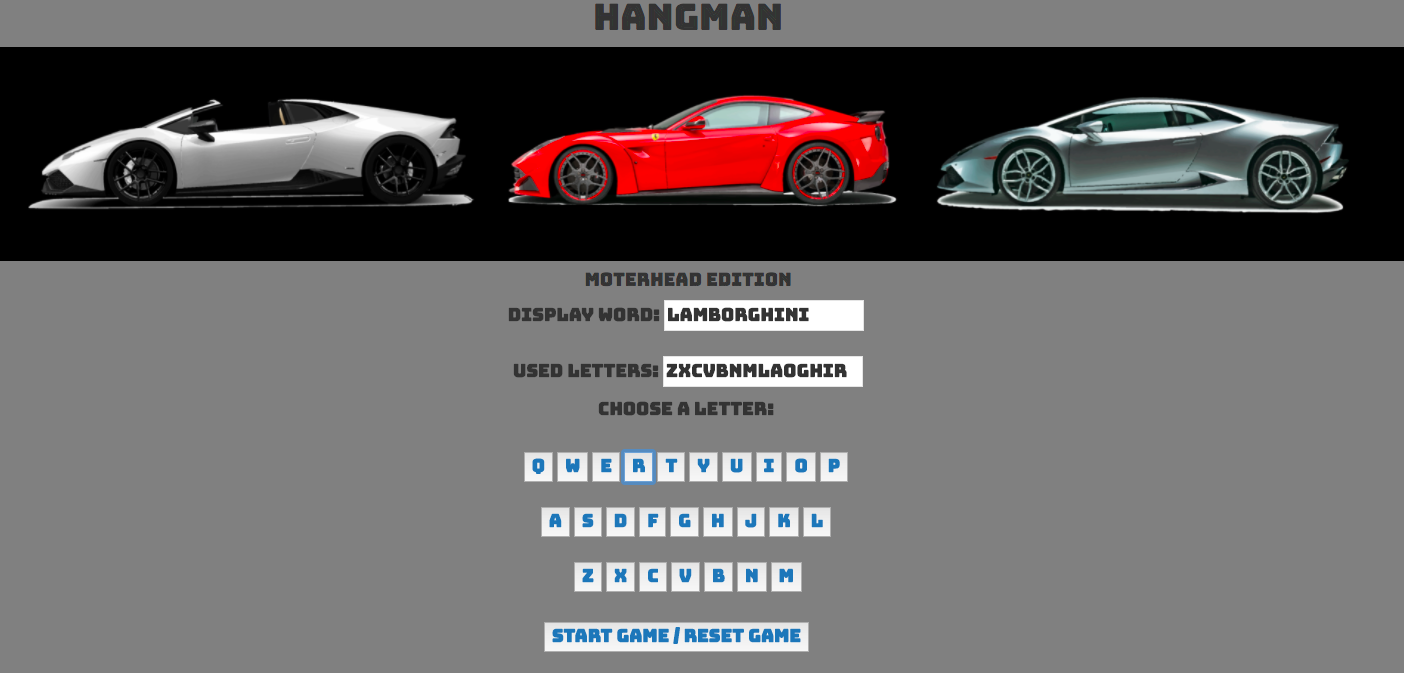 HANGMAN
MOTERHEAD EDITION
DISPLAY WORD: LAMBORGHINI
USED LETTERS: ZXCVBNMLAOGHIR
CHOOSE A LETTER:
Q W E R T Y U I O P
A S D F G H J K L
Z X C V B N M
START GAME / RESET GAME